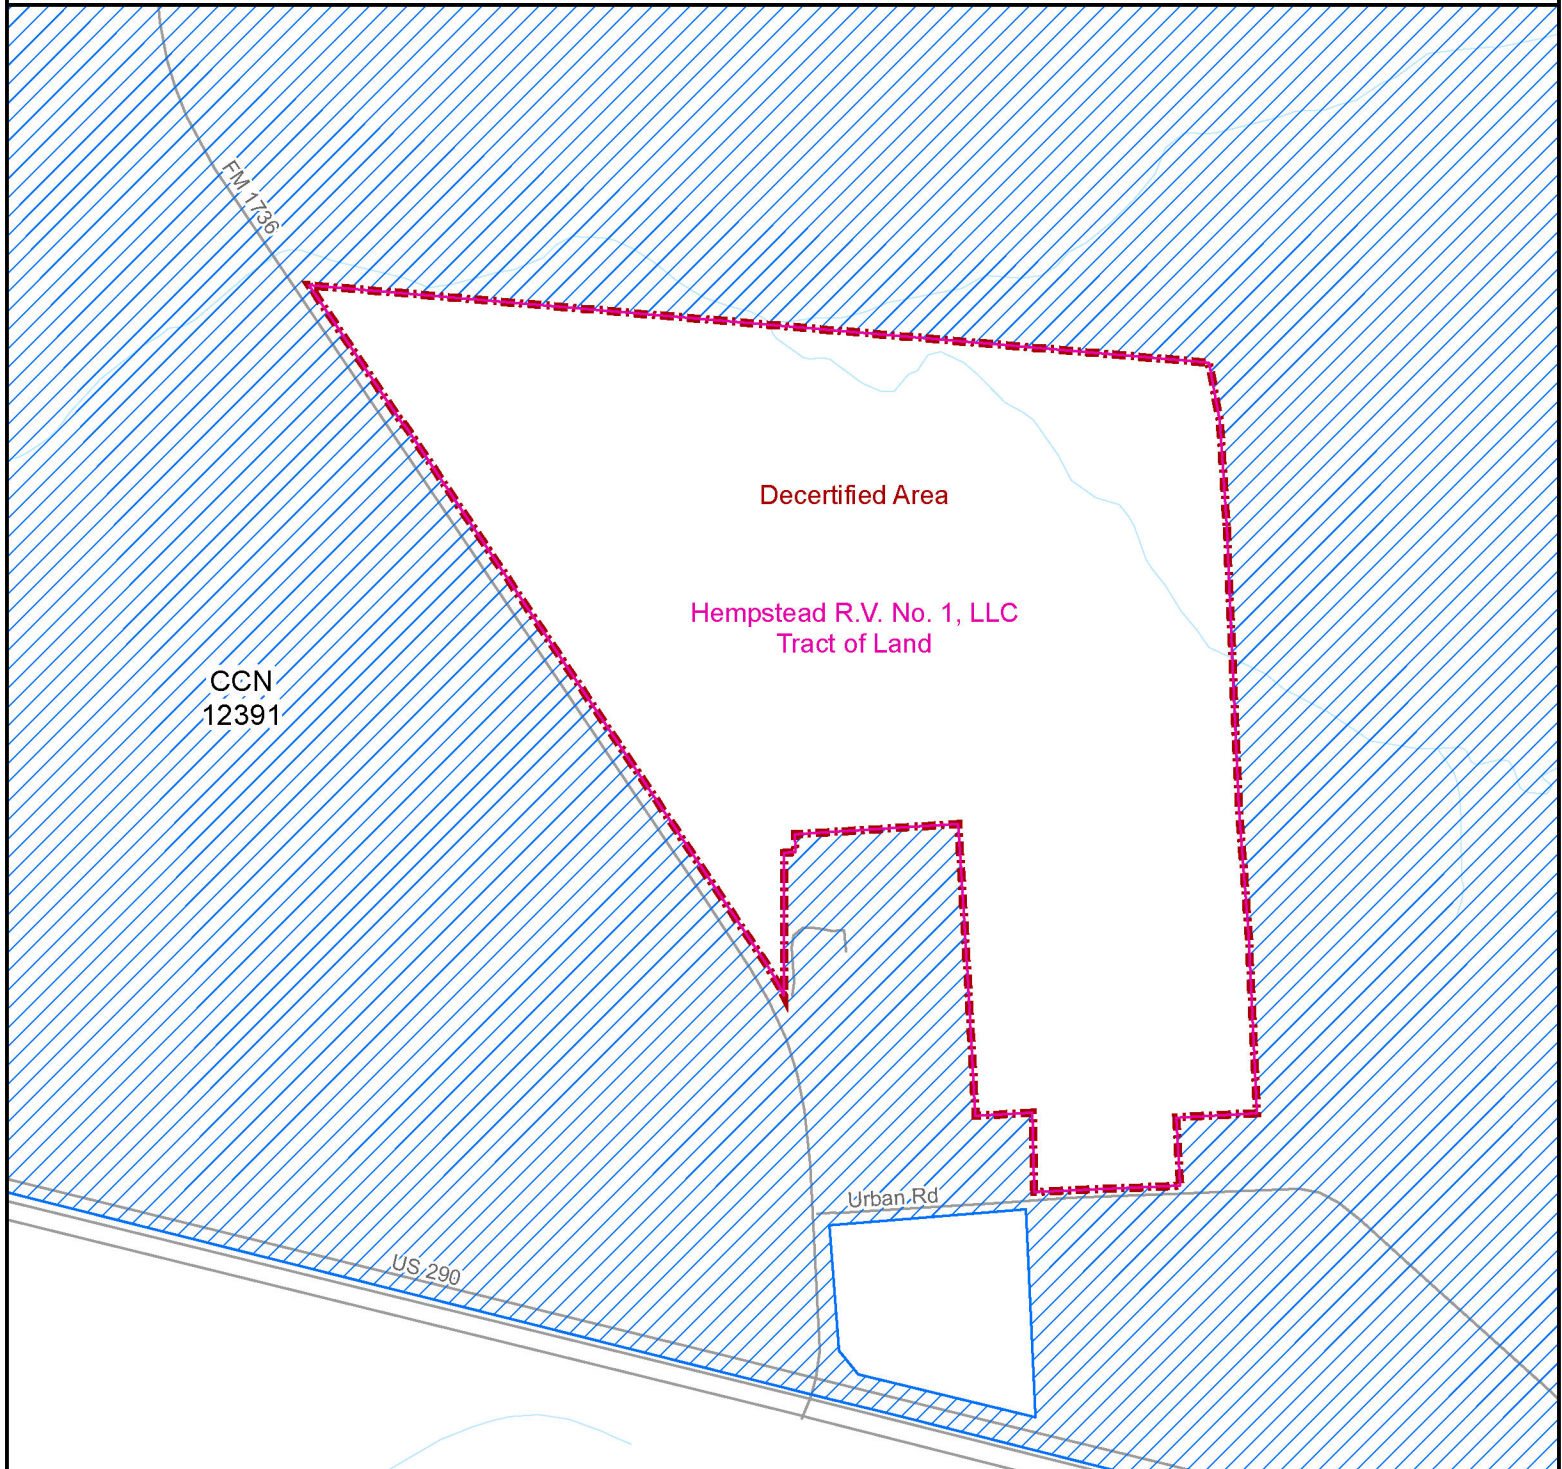 FM 1736
Decertified Area
Hempstead R.V. No. 1, LLC
Tract of Land
CCN
12391
Urban Rd
US 290